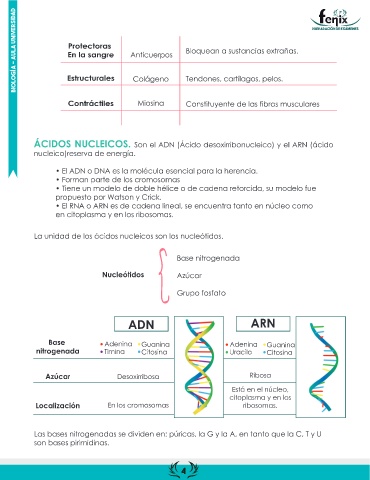 BIOLOGÍA - AULA UNIVERSIDAD
fenix
PREPARACIÓN DE EXÁMENES
Protectoras
En la sangre
Anticuerpos
Bloquean a sustancias extrañas.
Estructurales
Colágeno
Tendones, cartílagos, pelos.
Contráctiles
Miosina
Constituyente de las fibras musculares
ÁCIDOS NUCLEICOS. Son el ADN (Ácido desoxirribonucleico) y el ARN (ácido
nucleico)reserva de energía.
• El ADN o DNA es la molécula esencial para la herencia.
• Forman parte de los cromosomas
• Tiene un modelo de doble hélice o de cadena retorcida, su modelo fue
propuesto por Watson y Crick.
• El RNA o ARN es de cadena lineal, se encuentra tanto en núcleo como
en citoplasma y en los ribosomas.
La unidad de los ácidos nucleicos son los nucleótidos.
Base nitrogenada
Nucleótidos
Azúcar
Grupo fosfato
ADN
ARN
Base
nitrogenada
• Adenina • Guanina
• Timina • Citosina
• Adenina • Guanina
• Uracilo • Citosina
Azúcar
Desoxirribosa
Ribosa
Localización
En los cromosomas
Está en el núcleo,
citoplasma y en los
ribosomas.
Las bases nitrogenadas se dividen en: púricas, la G y la A, en tanto que la C, T y U
son bases pirimidinas.
4